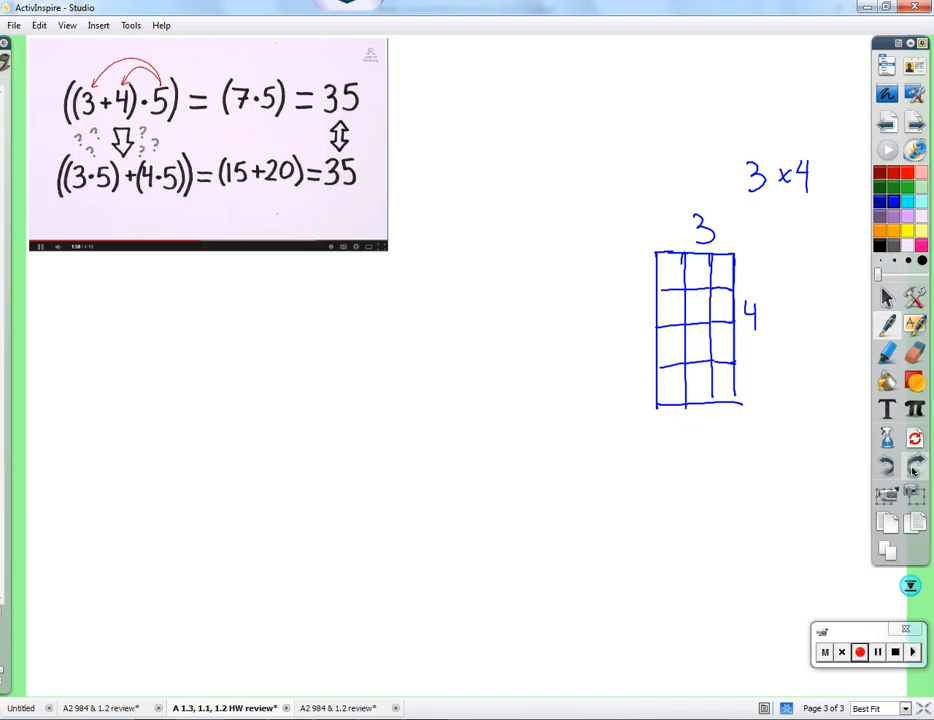 ActivInspire - Studio
File Edit View Insert Tools
((3+4)·5) = (7·5) = 35
? ? ? ? ? ?
((3·5)+(4·5))=(15+20)=35
3 x4
3
4
T π
M
Untitled A2 984 & 1.2 review* A 1.3, 1.1, 1.2 HW review* A2 984 & 1.2 review* Page 3 of 3 Best Fit